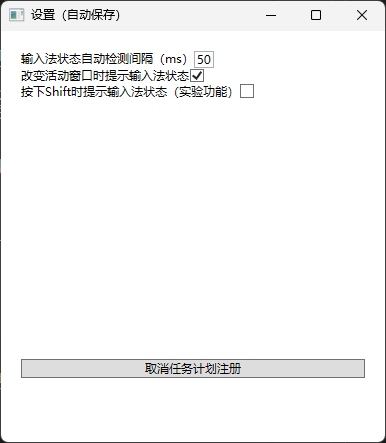 设置（自动保存）
输入法状态自动检测间隔（ms） 50
改变活动窗口时提示输入法状态
按下Shift时提示输入法状态（实验功能）
取消任务计划注册